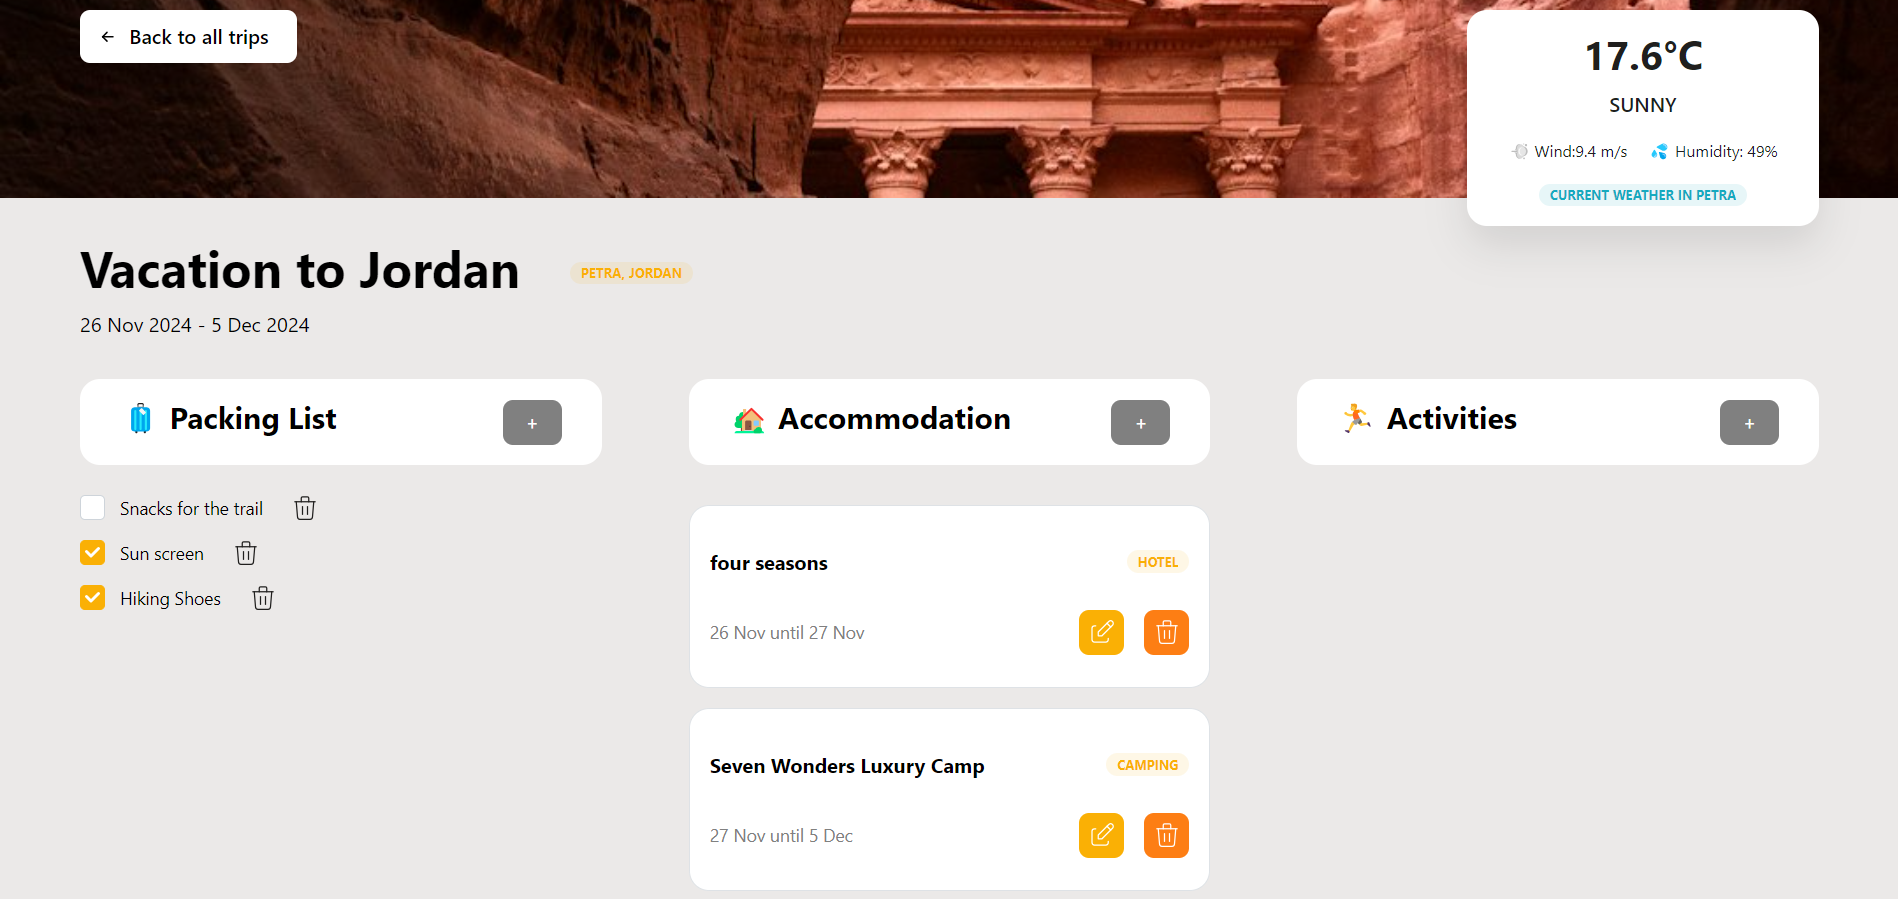 ← Back to all trips
17.6°C
SUNNY
Wind:9.4 m/s Humidity: 49%
CURRENT WEATHER IN PETRA
Vacation to Jordan PETRA, JORDAN
26 Nov 2024 - 5 Dec 2024
Packing List +
Snacks for the trail
Sun screen
Hiking Shoes
Accommodation +
four seasons HOTEL
26 Nov until 27 Nov
Seven Wonders Luxury Camp CAMPING
27 Nov until 5 Dec
Activities +